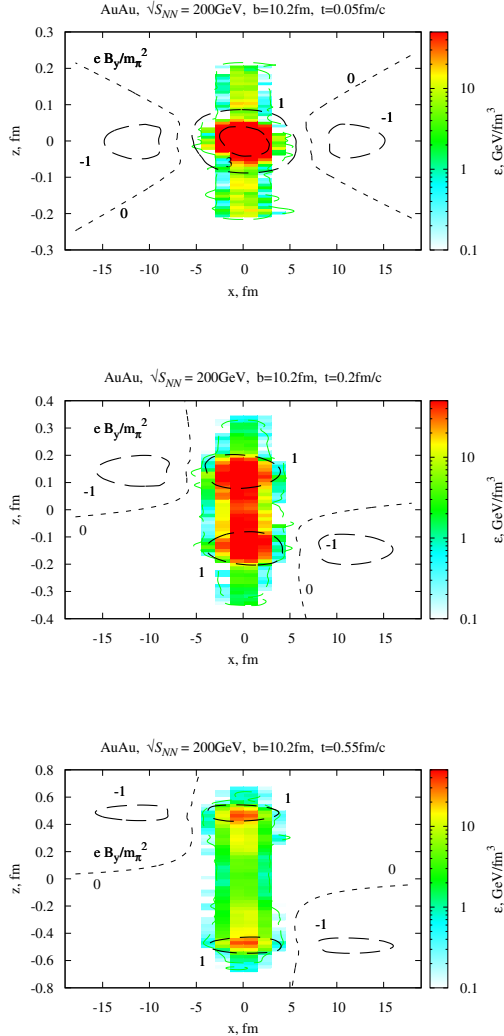 AuAu, √S_NN = 200GeV, b=10.2fm, t=0.05fm/c
0.3
0.2
0.1
0
-0.1
-0.2
-0.3
z, fm
e B_y/m_π^2
0
1
-1
-1
3
0
-15 -10 -5 0 5 10 15
x, fm
10
1
0.1
ε, GeV/fm^3
AuAu, √S_NN = 200GeV, b=10.2fm, t=0.2fm/c
0.4
0.3
0.2
0.1
0
-0.1
-0.2
-0.3
-0.4
z, fm
e B_y/m_π^2
1
-1
0
-1
1
0
-15 -10 -5 0 5 10 15
x, fm
10
1
0.1
ε, GeV/fm^3
AuAu, √S_NN = 200GeV, b=10.2fm, t=0.55fm/c
0.8
0.6
0.4
0.2
0
-0.2
-0.4
-0.6
-0.8
z, fm
-1
1
e B_y/m_π^2
0
0
-1
1
-15 -10 -5 0 5 10 15
x, fm
10
1
0.1
ε, GeV/fm^3